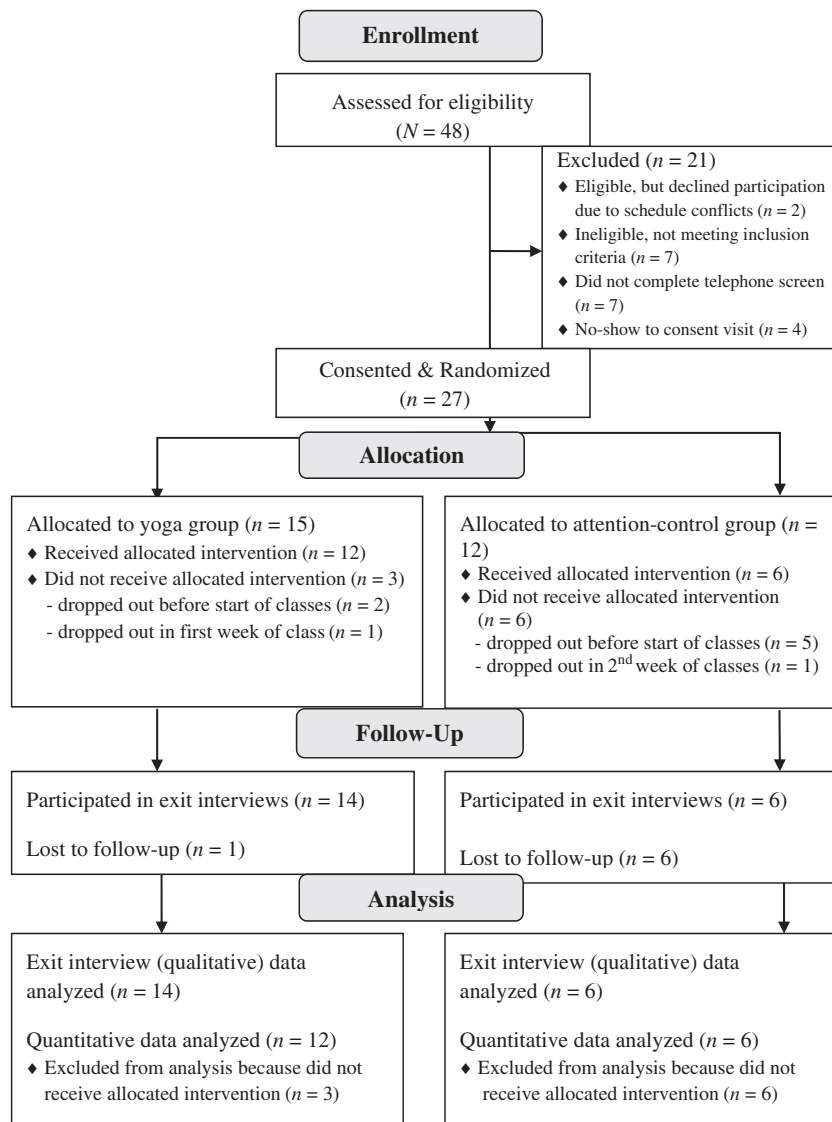 Enrollment
Assessed for eligibility
(N = 48)
Excluded (n = 21)
♦ Eligible, but declined participation
due to schedule conflicts (n = 2)
♦ Ineligible, not meeting inclusion
criteria (n = 7)
♦ Did not complete telephone screen
(n = 7)
♦ No-show to consent visit (n = 4)
Consented & Randomized
(n = 27)
Allocation
Allocated to yoga group (n = 15)
♦ Received allocated intervention (n = 12)
♦ Did not receive allocated intervention (n = 3)
- dropped out before start of classes (n = 2)
- dropped out in first week of class (n = 1)
Allocated to attention-control group (n =
12)
♦ Received allocated intervention (n = 6)
♦ Did not receive allocated intervention
(n = 6)
- dropped out before start of classes (n = 5)
- dropped out in 2nd week of classes (n = 1)
Follow-Up
Participated in exit interviews (n = 14)
Lost to follow-up (n = 1)
Participated in exit interviews (n = 6)
Lost to follow-up (n = 6)
Analysis
Exit interview (qualitative) data
analyzed (n = 14)
Quantitative data analyzed (n = 12)
♦ Excluded from analysis because did not
receive allocated intervention (n = 3)
Exit interview (qualitative) data
analyzed (n = 6)
Quantitative data analyzed (n = 6)
♦ Excluded from analysis because did not
receive allocated intervention (n = 6)